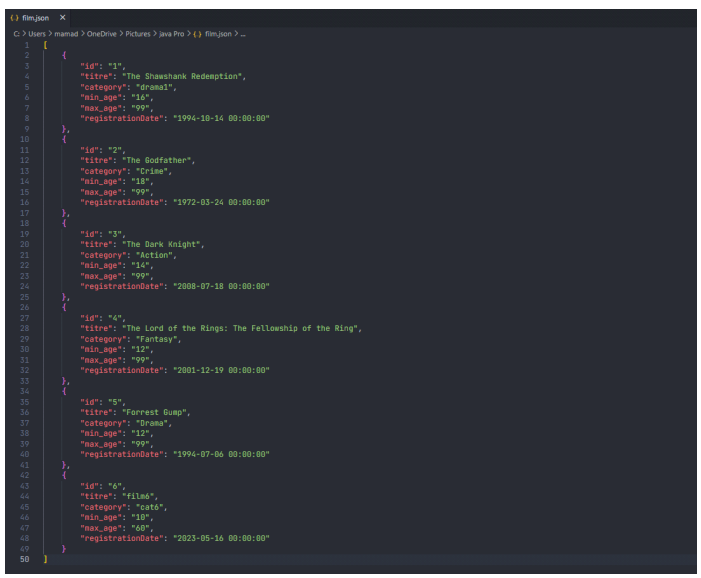 {.} film.json ×
C: > Users > mamad > OneDrive > Pictures > java Pro > {.} film.json > ...
1 [
2 {
3 "id": "1",
4 "titre": "The Shawshank Redemption",
5 "category": "drama1",
6 "min_age": "16",
7 "max_age": "99",
8 "registrationDate": "1994-10-14 00:00:00"
9 },
10 {
11 "id": "2",
12 "titre": "The Godfather",
13 "category": "Crime",
14 "min_age": "18",
15 "max_age": "99",
16 "registrationDate": "1972-03-24 00:00:00"
17 },
18 {
19 "id": "3",
20 "titre": "The Dark Knight",
21 "category": "Action",
22 "min_age": "14",
23 "max_age": "99",
24 "registrationDate": "2008-07-18 00:00:00"
25 },
26 {
27 "id": "4",
28 "titre": "The Lord of the Rings: The Fellowship of the Ring",
29 "category": "Fantasy",
30 "min_age": "12",
31 "max_age": "99",
32 "registrationDate": "2001-12-19 00:00:00"
33 },
34 {
35 "id": "5",
36 "titre": "Forrest Gump",
37 "category": "Drama",
38 "min_age": "12",
39 "max_age": "99",
40 "registrationDate": "1994-07-06 00:00:00"
41 },
42 {
43 "id": "6",
44 "titre": "film6",
45 "category": "cat6",
46 "min_age": "10",
47 "max_age": "60",
48 "registrationDate": "2023-05-16 00:00:00"
49 }
50 ]